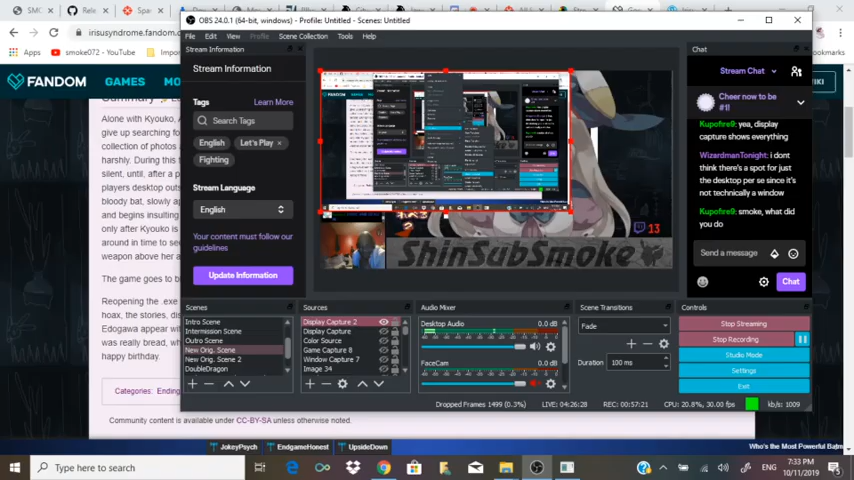 OBS 24.0.1 (64-bit, windows) - Profile: Untitled - Scenes: Untitled
irisusyndrome.fandom.c
Apps
smoke072 - YouTube
FANDOM
GAMES
Alone with Kyouko,
give up searching fo
collection of photos a
harshly. During this t
silent, until, after a p
players desktop outs
and begins insulting
only after Kyouko is
around in time to see
weapon above her a
The game goes to b
Reopening the .exe
hoax, the stories, dis
Edogawa appear wit
was really bread, wh
happy birthday.
Categories: Ending
Community content is available under CC-BY-SA unless otherwise noted.
File
Edit
View
Profile
Scene Collection
Tools
Help
Stream Information
Stream Information
Tags
Learn More
Search Tags
English
Let's Play
Fighting
Stream Language
English
Your content must follow our
guidelines
Update Information
13
ShinSubSmoke
Chat
Stream Chat
Cheer now to be
#1!
Kupofire9: yea, display
capture shows everything
WizardmanTonight: i dont
think there's a spot for just
the desktop per se since it's
not technically a window
Kupofire9: smoke, what did
you do
Send a message
Chat
Scenes
Intro Scene
Intermission Scene
Outro Scene
New Orig. Scene
New Orig. Scene 2
DoubleDragon
Sources
Display Capture 2
Display Capture
Color Source
Game Capture 8
Window Capture 7
Image 34
Audio Mixer
Desktop Audio
0.0 dB
FaceCam
0.0 dB
Scene Transitions
Fade
Duration
100 ms
Controls
Stop Streaming
Stop Recording
Studio Mode
Settings
Exit
Dropped Frames 1499 (0.3%)
LIVE: 04:26:28
REC: 00:57:21
CPU: 20.8%, 30.00 fps
kb/s: 1009
JokeyPsych
EndgameHonest
UpsideDown
Who's the Most Powerful Batm
Type here to search
ENG
7:33 PM
10/11/2019
5